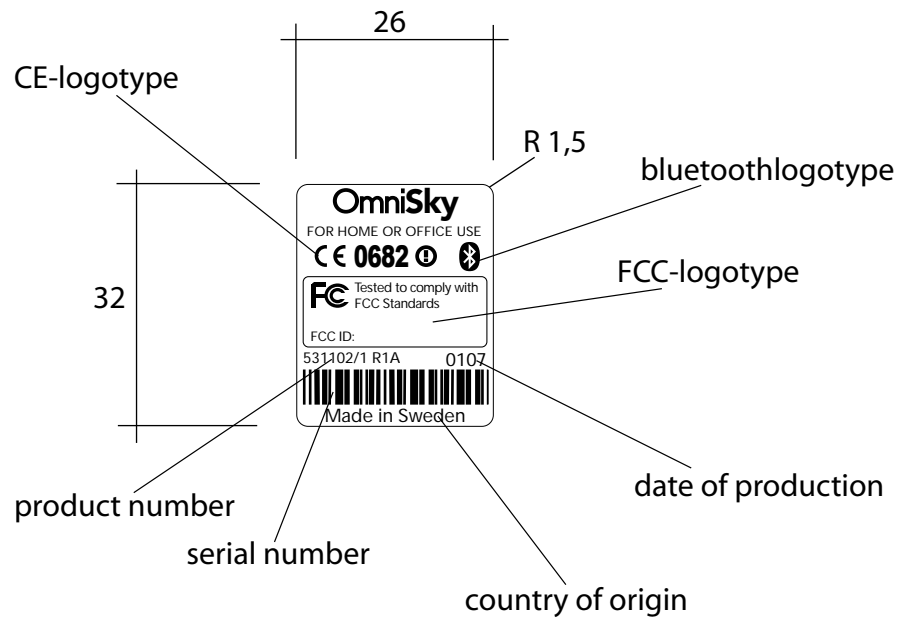 26
CE-logotype
R 1,5
bluetoothlogotype
OmniSky
FOR HOME OR OFFICE USE
CE 0682
FCC-logotype
32
FC Tested to comply with
FCC Standards
FCC ID:
531102/1 R1A 0107
Made in Sweden
product number
date of production
serial number
country of origin